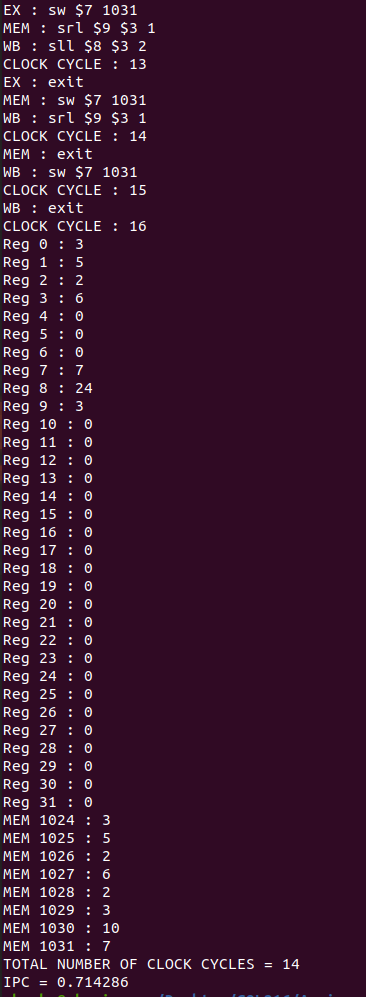 EX : sw $7 1031
MEM : srl $9 $3 1
WB : sll $8 $3 2
CLOCK CYCLE : 13
EX : exit
MEM : sw $7 1031
WB : srl $9 $3 1
CLOCK CYCLE : 14
MEM : exit
WB : sw $7 1031
CLOCK CYCLE : 15
WB : exit
CLOCK CYCLE : 16
Reg 0 : 3
Reg 1 : 5
Reg 2 : 2
Reg 3 : 6
Reg 4 : 0
Reg 5 : 0
Reg 6 : 0
Reg 7 : 7
Reg 8 : 24
Reg 9 : 3
Reg 10 : 0
Reg 11 : 0
Reg 12 : 0
Reg 13 : 0
Reg 14 : 0
Reg 15 : 0
Reg 16 : 0
Reg 17 : 0
Reg 18 : 0
Reg 19 : 0
Reg 20 : 0
Reg 21 : 0
Reg 22 : 0
Reg 23 : 0
Reg 24 : 0
Reg 25 : 0
Reg 26 : 0
Reg 27 : 0
Reg 28 : 0
Reg 29 : 0
Reg 30 : 0
Reg 31 : 0
MEM 1024 : 3
MEM 1025 : 5
MEM 1026 : 2
MEM 1027 : 6
MEM 1028 : 2
MEM 1029 : 3
MEM 1030 : 10
MEM 1031 : 7
TOTAL NUMBER OF CLOCK CYCLES = 14
IPC = 0.714286